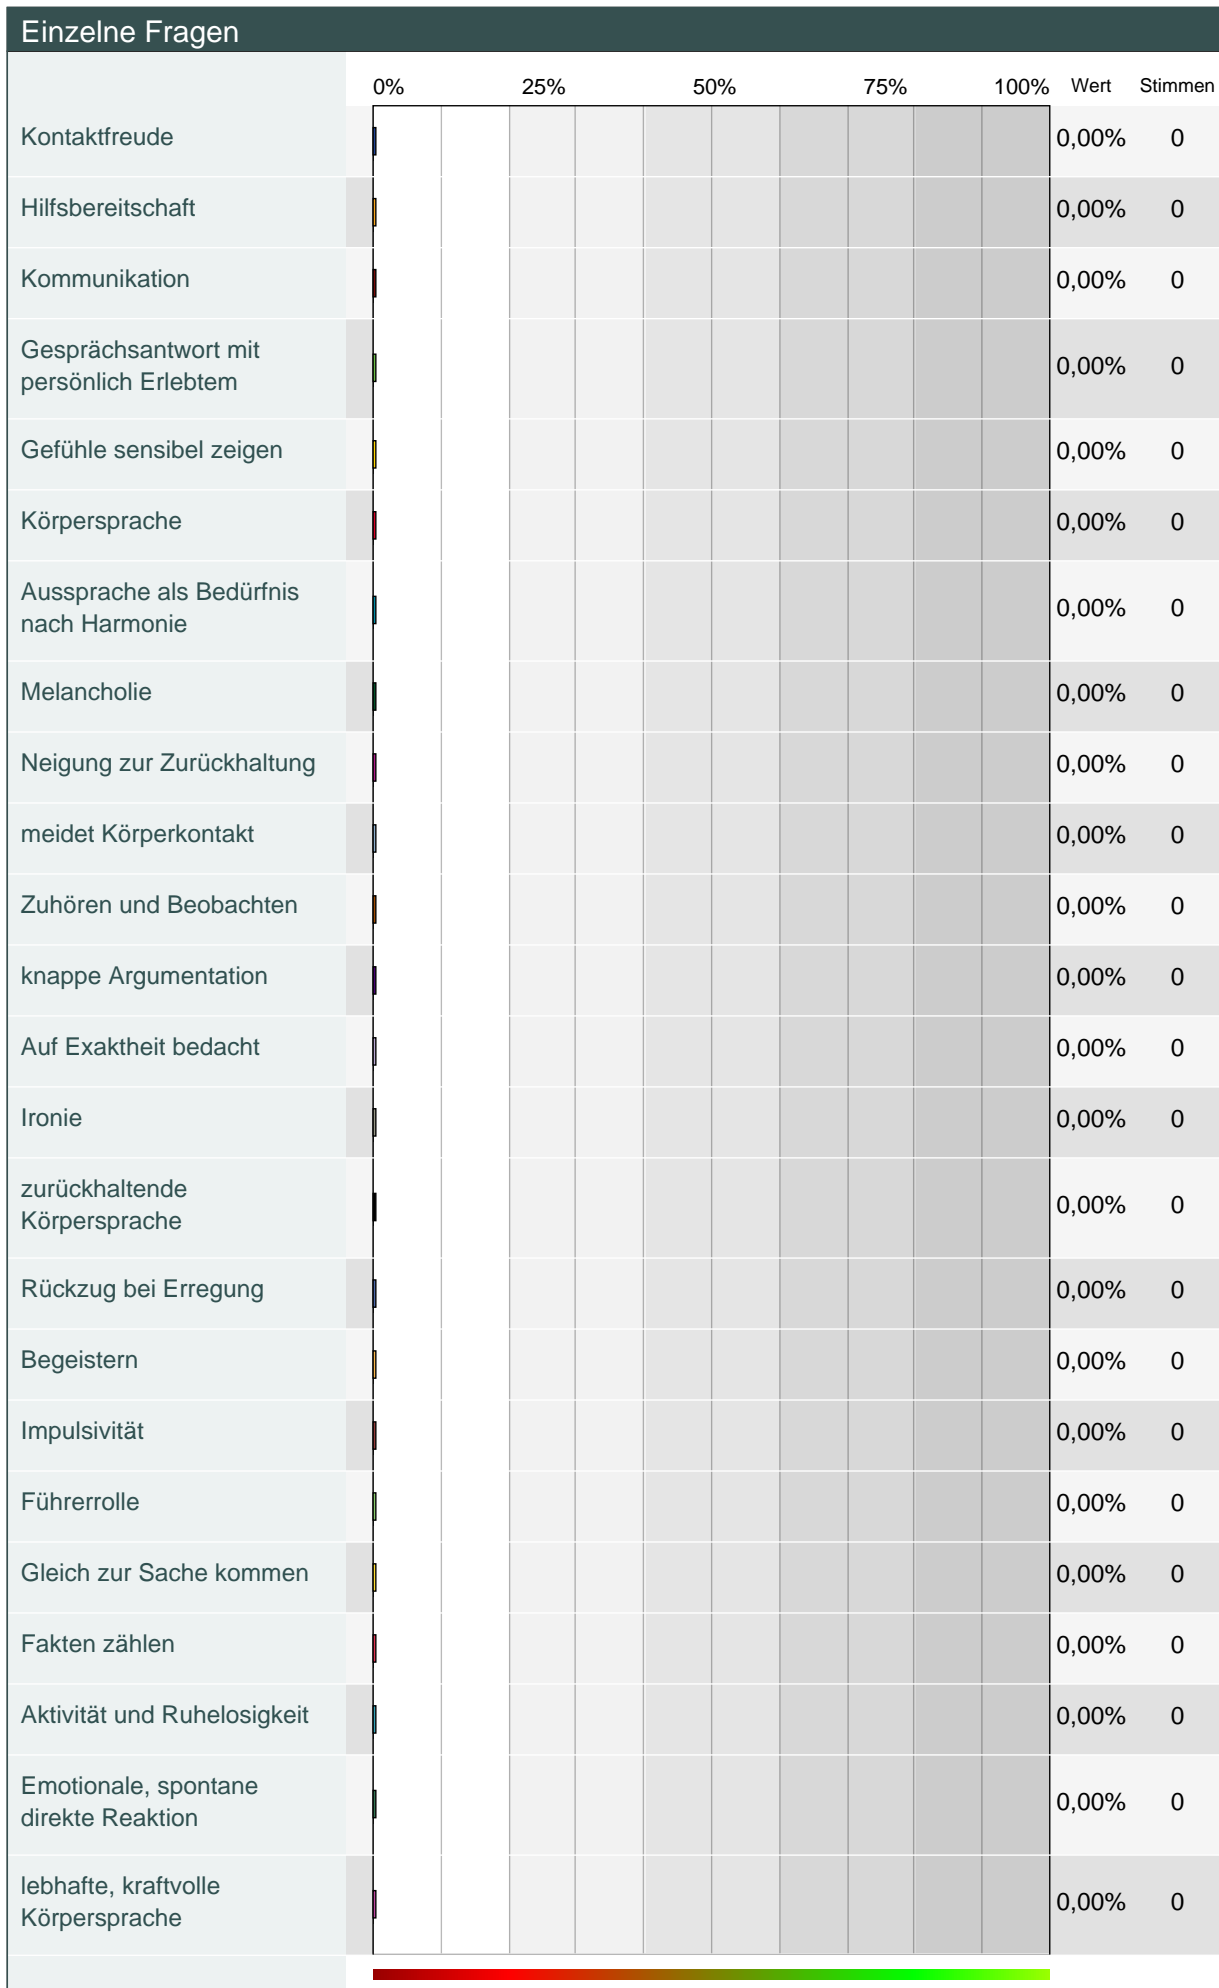 Einzelne Fragen
0% 25% 50% 75% 100% Wert Stimmen
Kontaktfreude 0,00% 0
Hilfsbereitschaft 0,00% 0
Kommunikation 0,00% 0
Gesprächsantwort mit
persönlich Erlebtem 0,00% 0
Gefühle sensibel zeigen 0,00% 0
Körpersprache 0,00% 0
Aussprache als Bedürfnis
nach Harmonie 0,00% 0
Melancholie 0,00% 0
Neigung zur Zurückhaltung 0,00% 0
meidet Körperkontakt 0,00% 0
Zuhören und Beobachten 0,00% 0
knappe Argumentation 0,00% 0
Auf Exaktheit bedacht 0,00% 0
Ironie 0,00% 0
zurückhaltende
Körpersprache 0,00% 0
Rückzug bei Erregung 0,00% 0
Begeistern 0,00% 0
Impulsivität 0,00% 0
Führerrolle 0,00% 0
Gleich zur Sache kommen 0,00% 0
Fakten zählen 0,00% 0
Aktivität und Ruhelosigkeit 0,00% 0
Emotionale, spontane
direkte Reaktion 0,00% 0
lebhafte, kraftvolle
Körpersprache 0,00% 0